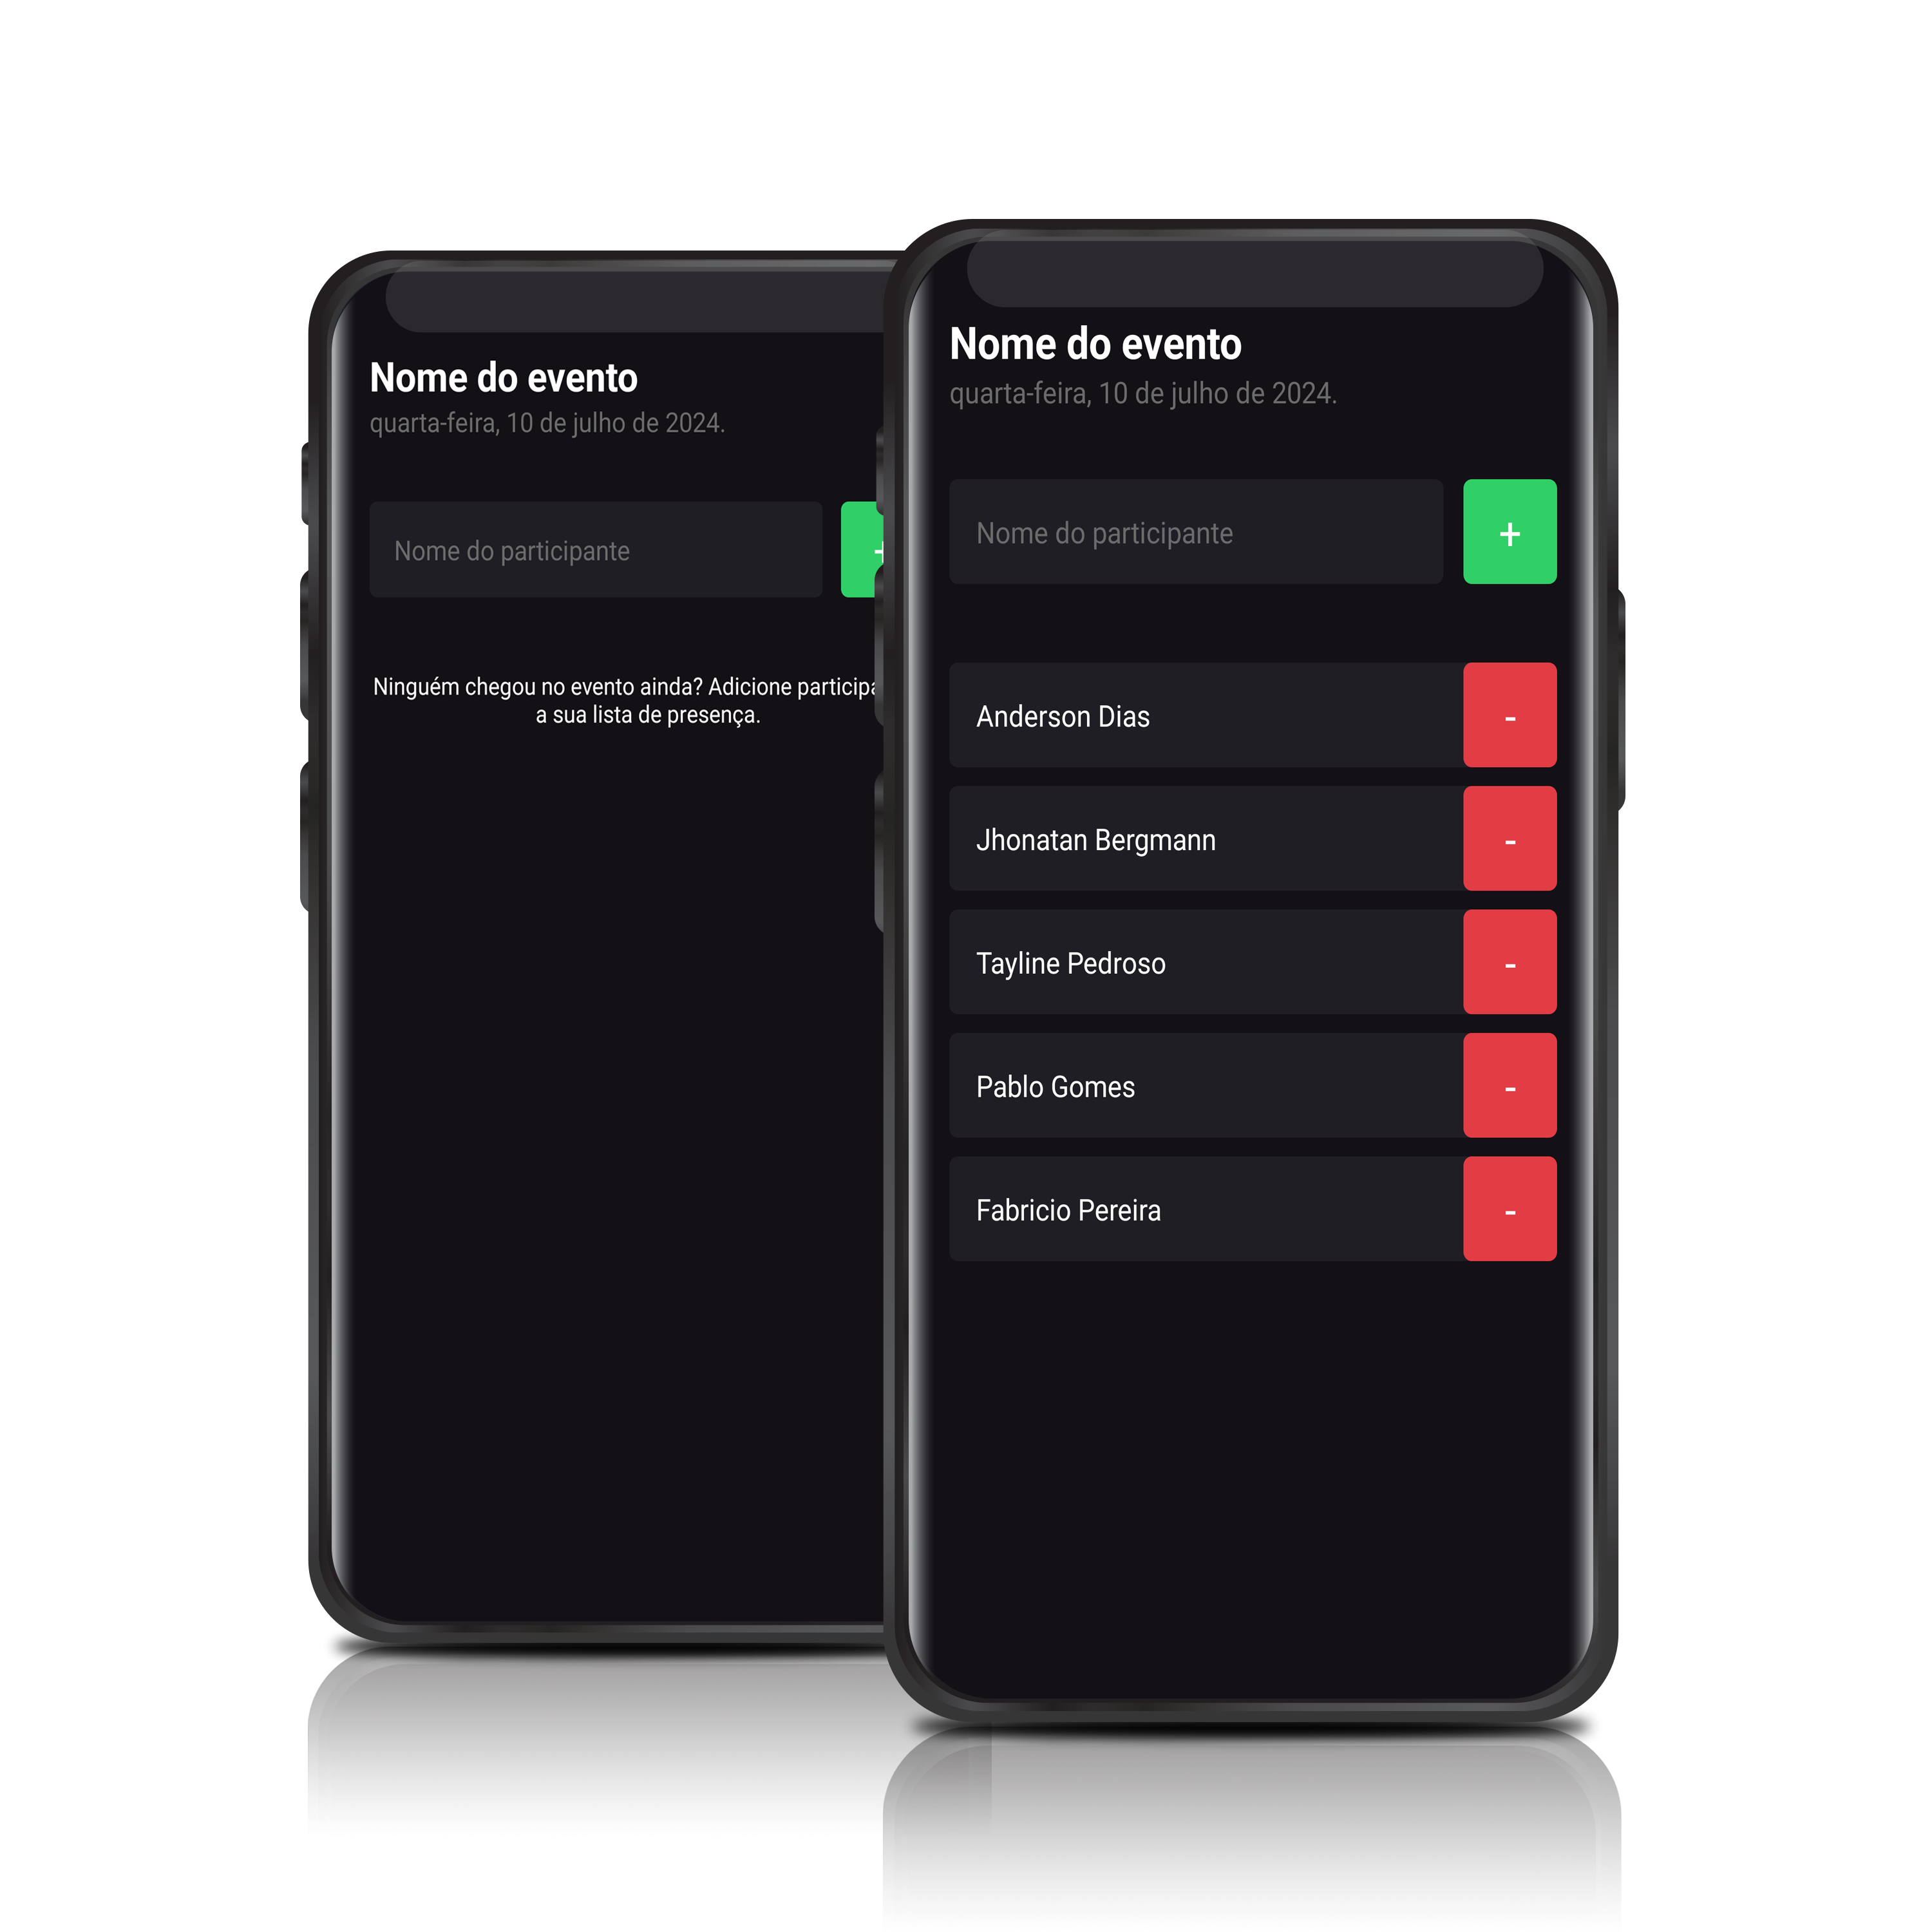 Nome do evento
quarta-feira, 10 de julho de 2024.
Nome do participante
+
Ninguém chegou no evento ainda? Adicione
a sua lista de presença.
Nome do evento
quarta-feira, 10 de julho de 2024.
Nome do participante
+
Anderson Dias
-
Jhonatan Bergmann
-
Tayline Pedroso
-
Pablo Gomes
-
Fabricio Pereira
-